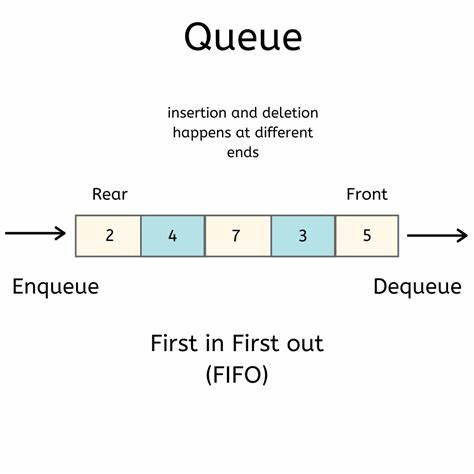 Queue
insertion and deletion
happens at different
ends
Rear Front
2 4 7 3 5
Enqueue Dequeue
First in First out
(FIFO)